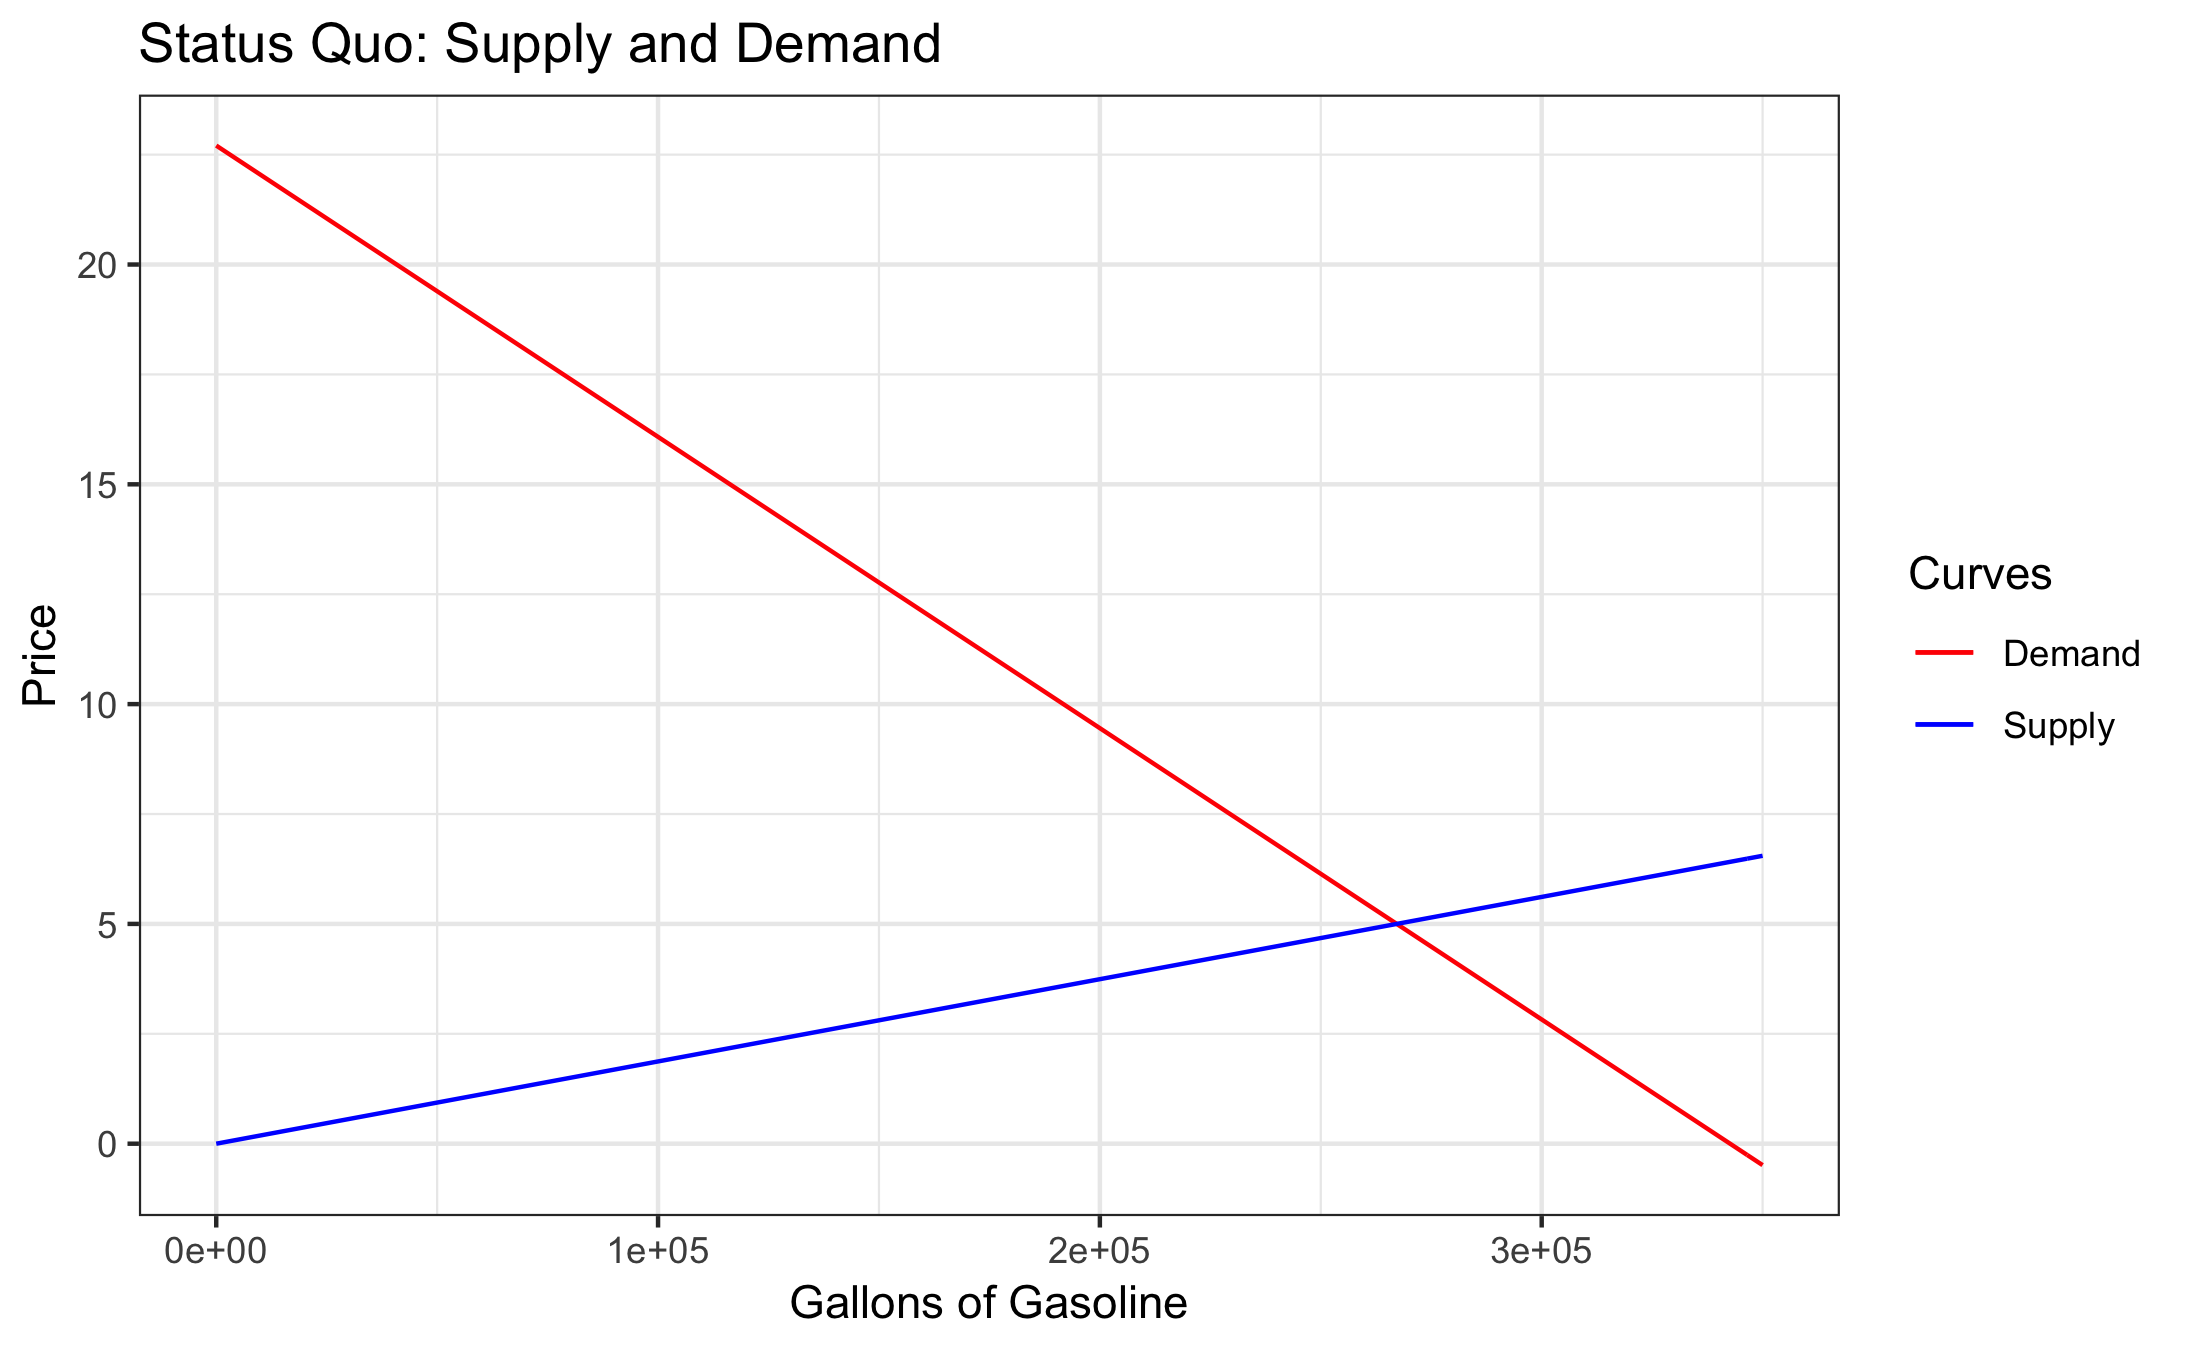 Status Quo: Supply and Demand
20
15
10
5
0
Price
0e+00 1e+05 2e+05 3e+05
Gallons of Gasoline
Curves
Demand
Supply